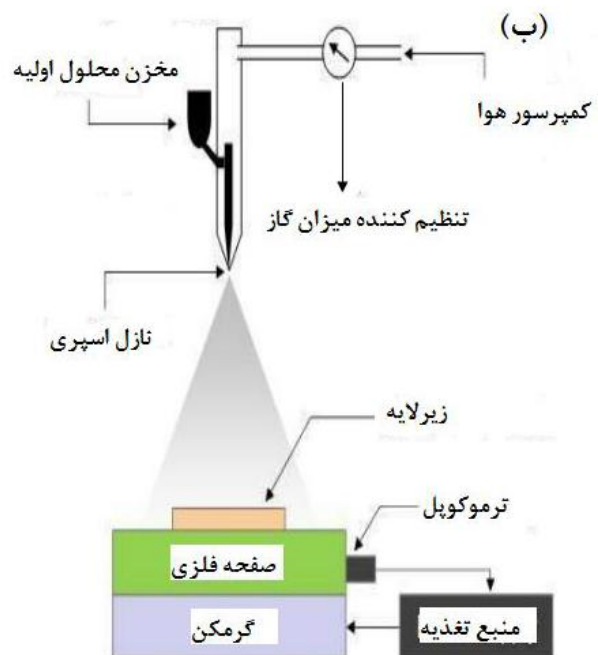 (ب)
مخزن محلول اولیه
کمپرسور هوا
تنظیم کننده میزان گاز
نازل اسپری
زیرلایه
ترموکوپل
صفحه فلزی
گرمکن
منبع تغذیه